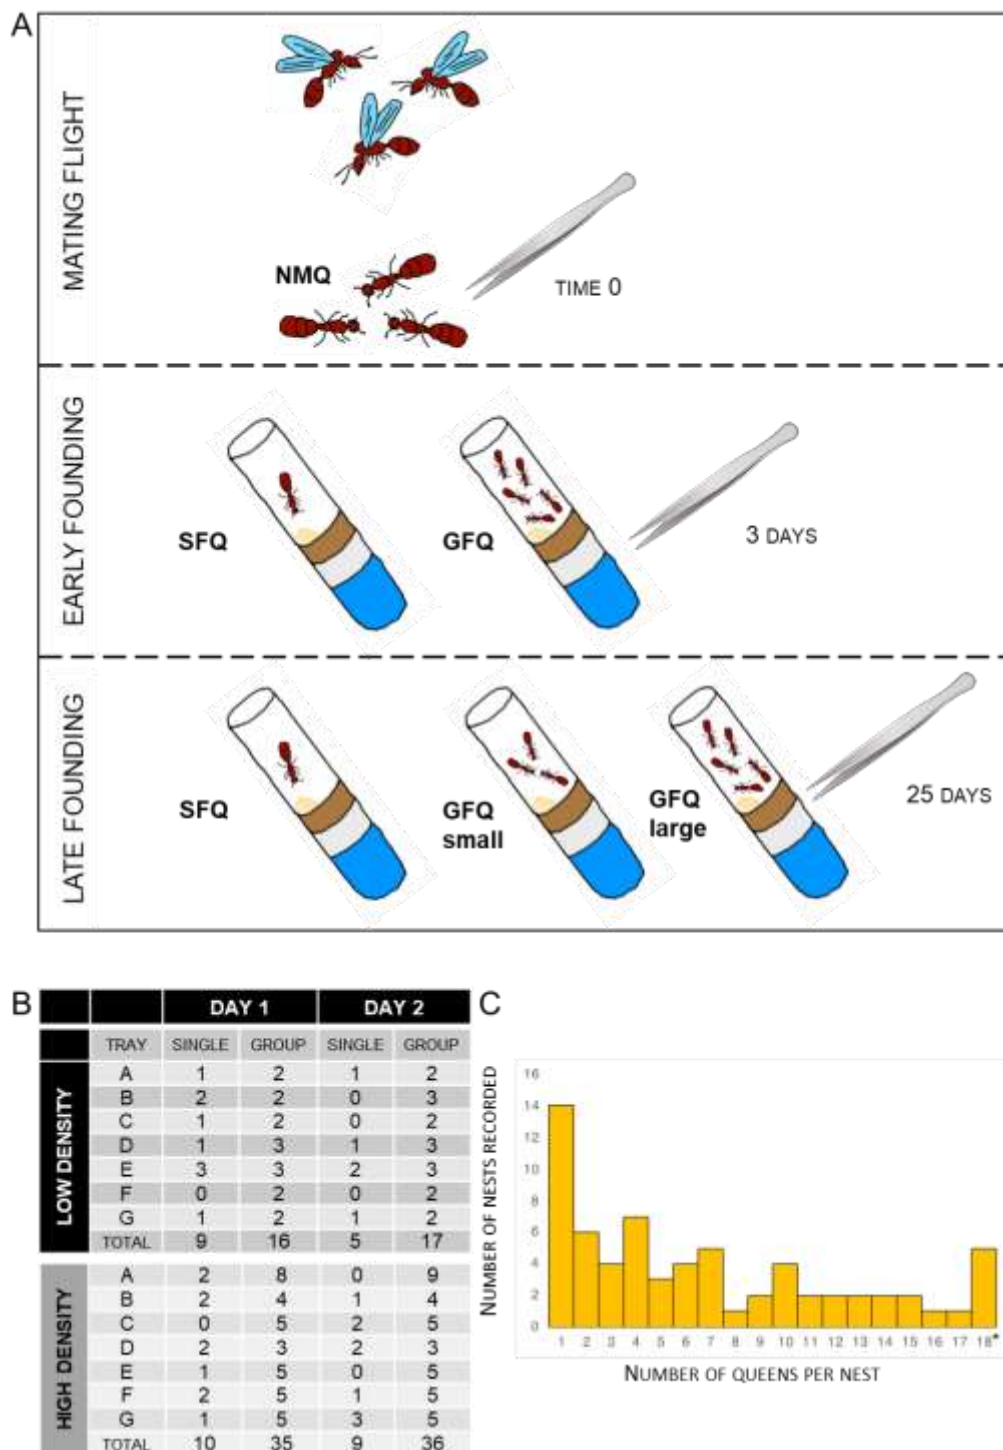 A
MATING FLIGHT
NMQ
TIME 0
EARLY FOUNDING
SFQ
GFQ
3 DAYS
LATE FOUNDING
SFQ
GFQ
small
GFQ
large
25 DAYS
B
DAY 1 DAY 2
TRAY SINGLE GROUP SINGLE GROUP
LOW DENSITY
A 1 2 1 2
B 2 2 0 3
C 1 2 0 2
D 1 3 1 3
E 3 3 2 3
F 0 2 0 2
G 1 2 1 2
TOTAL 9 16 5 17
HIGH DENSITY
A 2 8 0 9
B 2 4 1 4
C 0 5 2 5
D 2 3 2 3
E 1 5 0 5
F 2 5 1 5
G 1 5 3 5
TOTAL 10 35 9 36
C
NUMBER OF NESTS RECORDED
16
14
12
10
8
6
4
2
0
1 2 3 4 5 6 7 8 9 10 11 12 13 14 15 16 17 18*
NUMBER OF QUEENS PER NEST